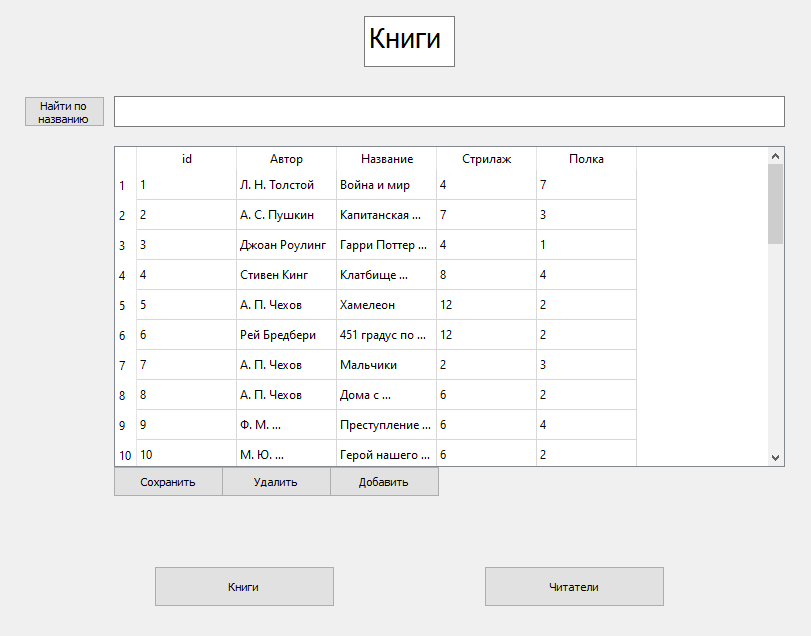 Книги
Найти по
названию
id Автор Название Стрилаж Полка
1 1 Л. Н. Толстой Война и мир 4 7
2 2 А. С. Пушкин Капитанская ... 7 3
3 3 Джоан Роулинг Гарри Поттер ... 4 1
4 4 Стивен Кинг Клатбище ... 8 4
5 5 А. П. Чехов Хамелеон 12 2
6 6 Рей Бредбери 451 градус по ... 12 2
7 7 А. П. Чехов Мальчики 2 3
8 8 А. П. Чехов Дома с ... 6 2
9 9 Ф. М. ... Преступление ... 6 4
10 10 М. Ю. ... Герой нашего ... 6 2
Сохранить Удалить Добавить
Книги Читатели